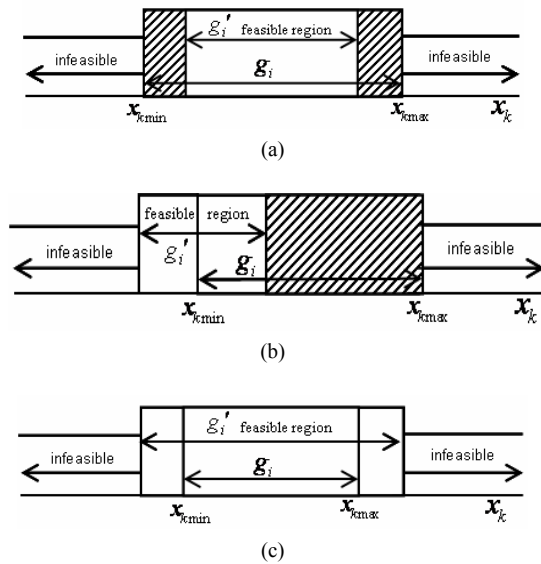 g_i' feasible region
infeasible
g_i
infeasible
x_kmin
x_kmax
x_k
(a)
feasible region
infeasible
g_i'
g_i
infeasible
x_kmin
x_kmax
x_k
(b)
g_i' feasible region
infeasible
g_i
infeasible
x_kmin
x_kmax
x_k
(c)